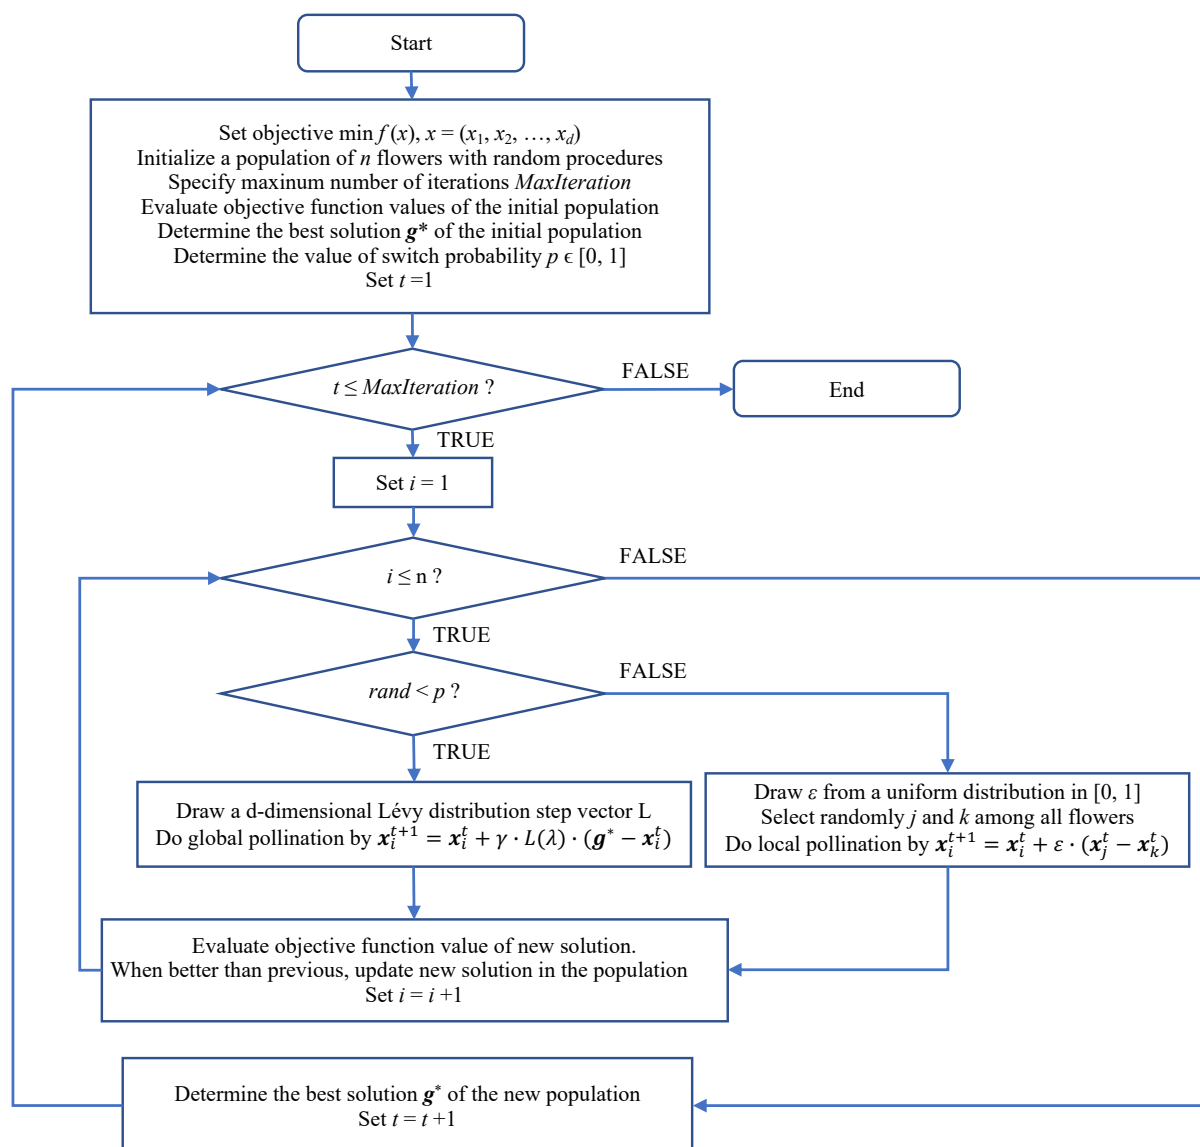 Start
Set objective min f (x), x = (x₁, x₂, …, x_d)
Initialize a population of n flowers with random procedures
Specify maxinum number of iterations MaxIteration
Evaluate objective function values of the initial population
Determine the best solution g* of the initial population
Determine the value of switch probability p ϵ [0, 1]
Set t =1
t ≤ MaxIteration ?
FALSE
End
TRUE
Set i = 1
i ≤ n ?
FALSE
TRUE
rand < p ?
FALSE
TRUE
Draw a d-dimensional Lévy distribution step vector L
Do global pollination by x_i^{t+1} = x_i^t + γ · L(λ) · (g* − x_i^t)
Draw ε from a uniform distribution in [0, 1]
Select randomly j and k among all flowers
Do local pollination by x_i^{t+1} = x_i^t + ε · (x_j^t − x_k^t)
Evaluate objective function value of new solution.
When better than previous, update new solution in the population
Set i = i +1
Determine the best solution g* of the new population
Set t = t +1